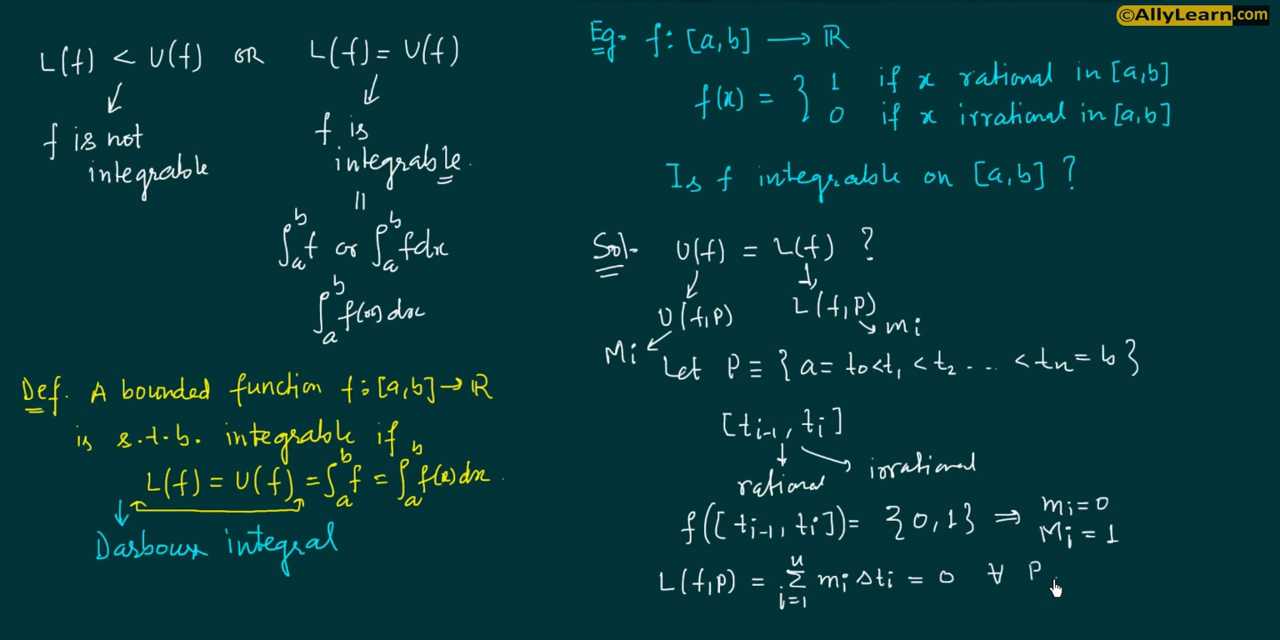 ©AllyLearn.com
L(f) < U(f) or L(f) = U(f)
↓ ↓
f is not
integrable
f is
integrable.
||
∫_a^b f or ∫_a^b f dx
∫_a^b f(x) dx
Def. A bounded function f: [a,b] → ℝ
is s.t.b. integrable if
L(f) = U(f) = ∫_a^b f = ∫_a^b f(x) dx.
↓
Darboux integral
Eg. f: [a,b] → ℝ
f(x) = } 1 if x rational in [a,b]
0 if x irrational in [a,b]
Is f integrable on [a,b] ?
Sol. U(f) = L(f) ?
↓ ↓
U(f,P) L(f,P)
Mi ← → mi
Let P ≡ { a = t0 < t1 < t2 ... < tn = b }
[ti-1, ti]
rational irrational
f([ti-1, ti]) = {0,1} ⇒ mi = 0
Mi = 1
L(f,P) = Σ_{i=1}^n mi Δti = 0 ∀ P